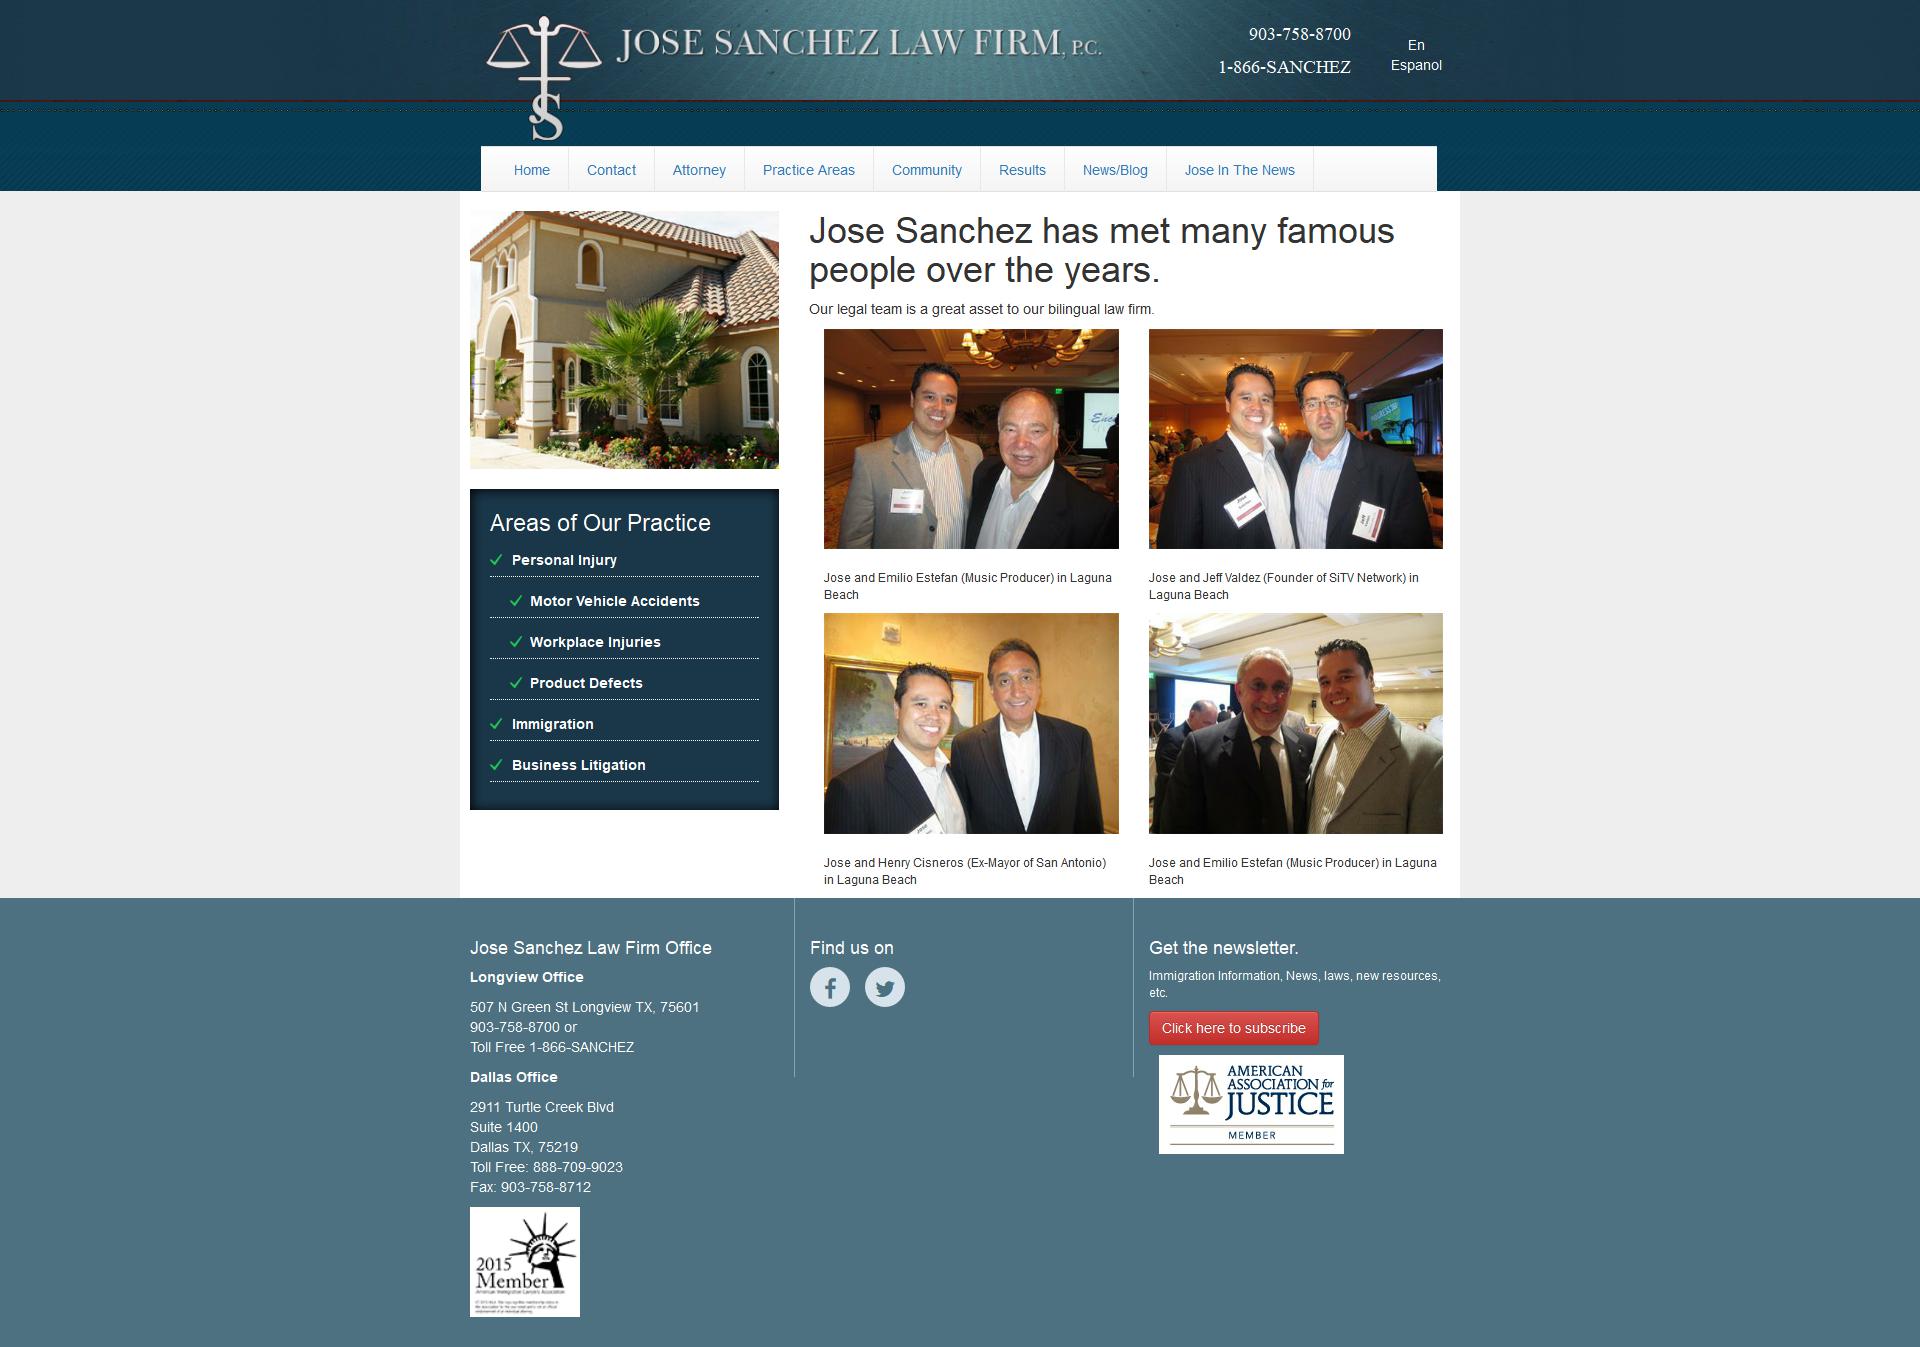 JOSE SANCHEZ LAW FIRM, P.C.
903-758-8700
1-866-SANCHEZ
En
Espanol
JS
Home
Contact
Attorney
Practice Areas
Community
Results
News/Blog
Jose In The News
Jose Sanchez has met many famous
people over the years.
Our legal team is a great asset to our bilingual law firm.
Jose
Jeff
Jose and Emilio Estefan (Music Producer) in Laguna
Beach
Jose and Jeff Valdez (Founder of SiTV Network) in
Laguna Beach
Jose
Jose and Henry Cisneros (Ex-Mayor of San Antonio)
in Laguna Beach
Jose and Emilio Estefan (Music Producer) in Laguna
Beach
Areas of Our Practice
Personal Injury
Motor Vehicle Accidents
Workplace Injuries
Product Defects
Immigration
Business Litigation
Jose Sanchez Law Firm Office
Longview Office
507 N Green St Longview TX, 75601
903-758-8700 or
Toll Free 1-866-SANCHEZ
Dallas Office
2911 Turtle Creek Blvd
Suite 1400
Dallas TX, 75219
Toll Free: 888-709-9023
Fax: 903-758-8712
2015
Member
American Immigration Lawyers Association
Find us on
Get the newsletter.
Immigration Information, News, laws, new resources,
etc.
Click here to subscribe
AMERICAN
ASSOCIATION for
JUSTICE
MEMBER